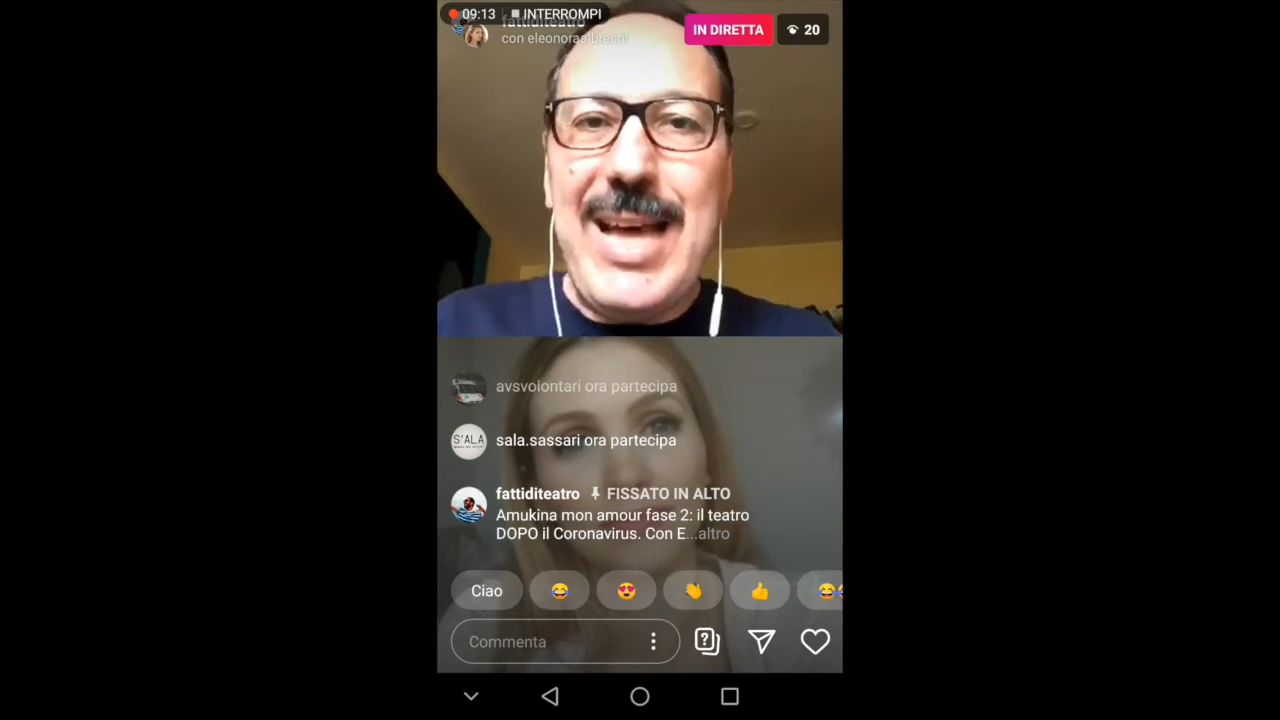 09:13 INTERROMPI
fattiditeatro
con eleonoraalbrecht
IN DIRETTA
20
avsvolontari ora partecipa
S'ALA
sala.sassari ora partecipa
fattiditeatro FISSATO IN ALTO
Amukina mon amour fase 2: il teatro
DOPO il Coronavirus. Con E...altro
Ciao
Commenta